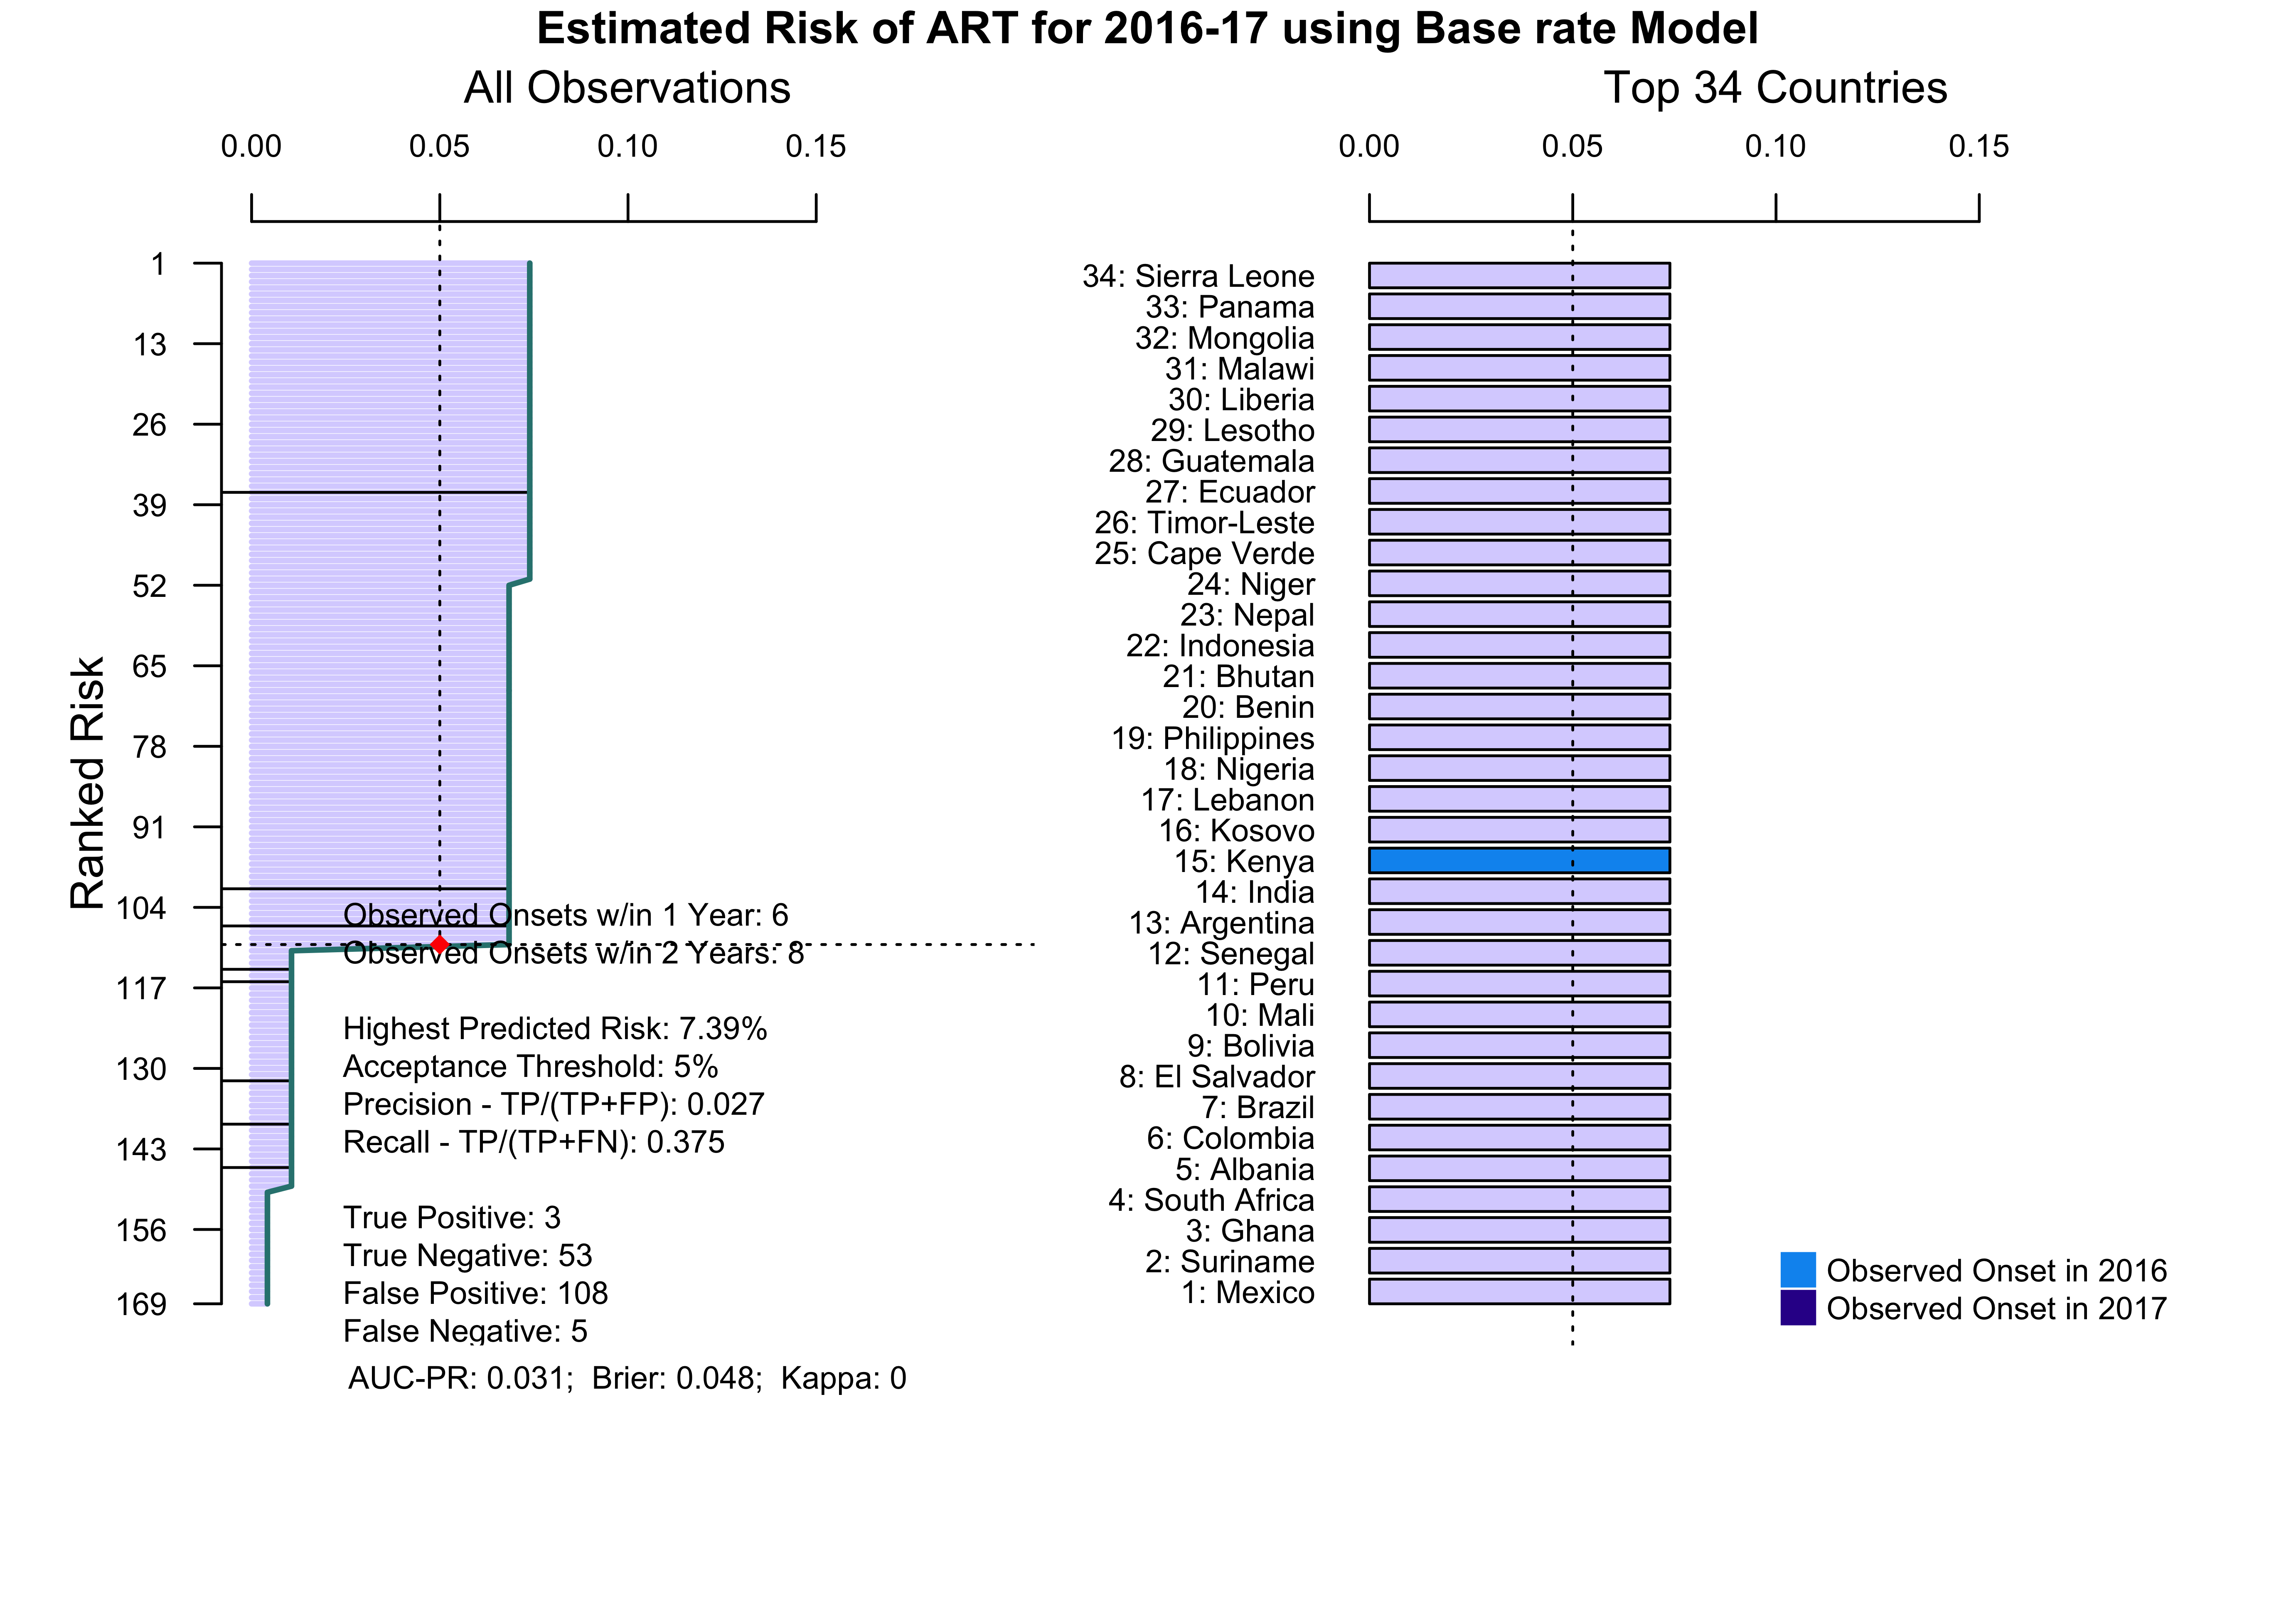 Estimated Risk of ART for 2016-17 using Base rate Model
All Observations
0.00 0.05 0.10 0.15
Ranked Risk
1
13
26
39
52
65
78
91
104
117
130
143
156
169
Observed Onsets w/in 1 Year: 6
Observed Onsets w/in 2 Years: 8
Highest Predicted Risk: 7.39%
Acceptance Threshold: 5%
Precision - TP/(TP+FP): 0.027
Recall - TP/(TP+FN): 0.375
True Positive: 3
True Negative: 53
False Positive: 108
False Negative: 5
AUC-PR: 0.031; Brier: 0.048; Kappa: 0
Top 34 Countries
0.00 0.05 0.10 0.15
34: Sierra Leone
33: Panama
32: Mongolia
31: Malawi
30: Liberia
29: Lesotho
28: Guatemala
27: Ecuador
26: Timor-Leste
25: Cape Verde
24: Niger
23: Nepal
22: Indonesia
21: Bhutan
20: Benin
19: Philippines
18: Nigeria
17: Lebanon
16: Kosovo
15: Kenya
14: India
13: Argentina
12: Senegal
11: Peru
10: Mali
9: Bolivia
8: El Salvador
7: Brazil
6: Colombia
5: Albania
4: South Africa
3: Ghana
2: Suriname
1: Mexico
Observed Onset in 2016
Observed Onset in 2017